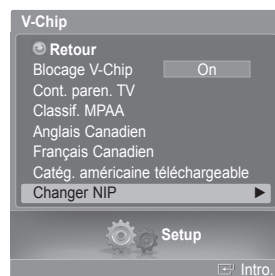 V-Chip
Retour
Blocage V-Chip On
Cont. paren. TV
Classif. MPAA
Anglais Canadien
Français Canadien
Catég. américaine téléchargeable
Changer NIP
Setup
Intro.